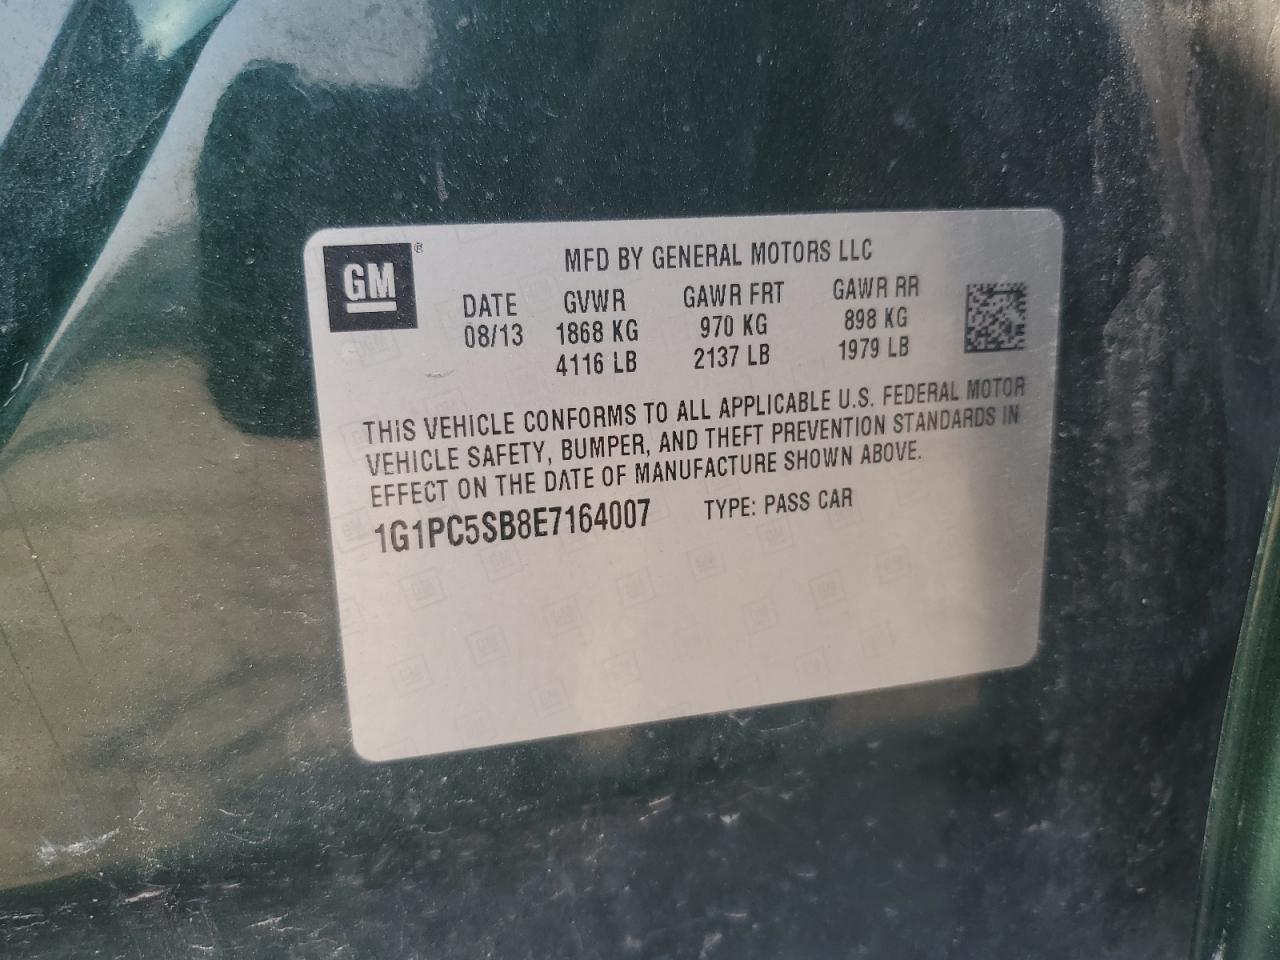 GM®
MFD BY GENERAL MOTORS LLC
DATE GVWR GAWR FRT GAWR RR
08/13 1868 KG 970 KG 898 KG
4116 LB 2137 LB 1979 LB
THIS VEHICLE CONFORMS TO ALL APPLICABLE U.S. FEDERAL MOTOR
VEHICLE SAFETY, BUMPER, AND THEFT PREVENTION STANDARDS IN
EFFECT ON THE DATE OF MANUFACTURE SHOWN ABOVE.
1G1PC5SB8E7164007 TYPE: PASS CAR